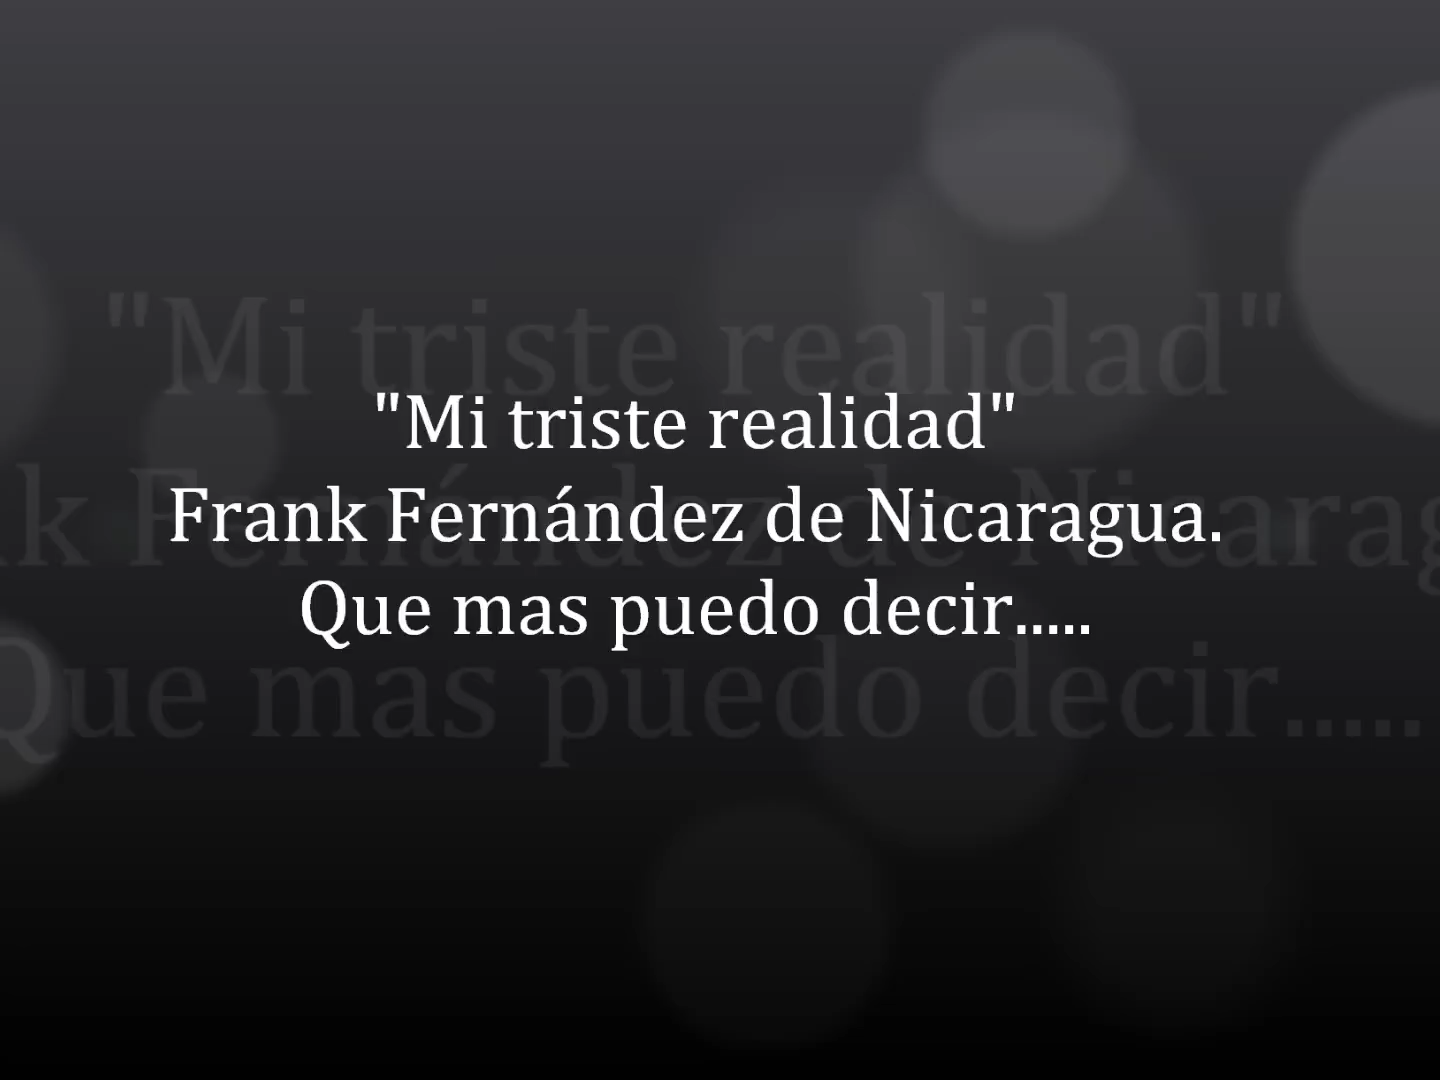 "Mi triste realidad"
Frank Fernández de Nicaragua.
Que mas puedo decir.....